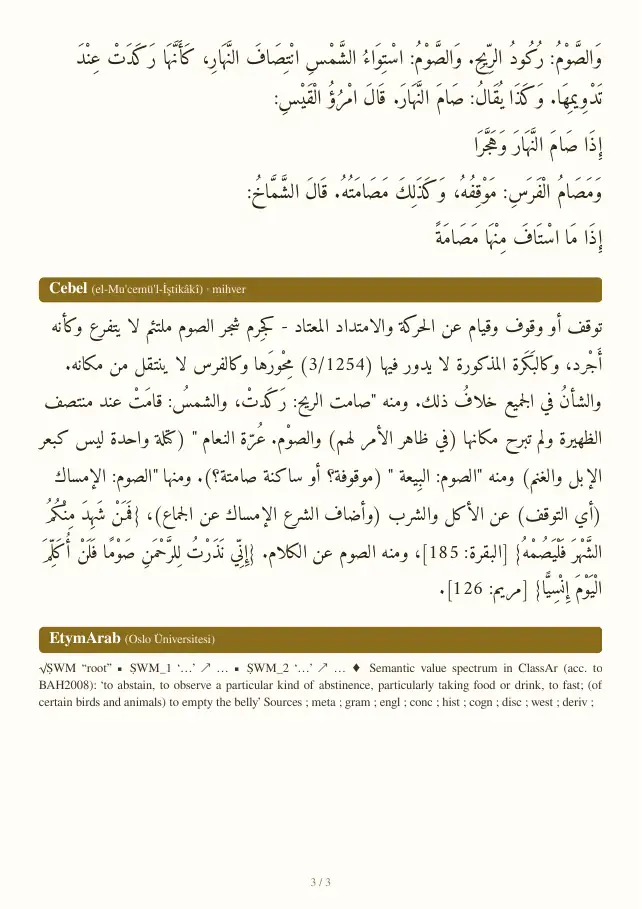 وَالصَّوْمُ: رُكُودُ الرِّيحِ. وَالصَّوْمُ: اسْتِوَاءُ الشَّمْسِ انْتِصَافَ النَّهَارِ، كَأَنَّهَا رَكَدَتْ عِنْدَ
تَدْوِيمِهَا. وَكَذَا يُقَالُ: صَامَ النَّهَارَ. قَالَ امْرُؤُ الْقَيْسِ:
إِذَا صَامَ النَّهَارَ وَهَجَّرَا
وَمَصَامُ الْفَرَسِ: مَوْقِفُهُ، وَكَذَلِكَ مَصَامَتُهُ. قَالَ الشَّمَّاخُ:
إِذَا مَا اسْتَافَ مِنْهَا مَصَامَةً
Cebel (el-Mu'cemü'l-İştikâkî) · mihver
توقف أو وقوف وقيام عن الحركة والامتداد المعتاد - كجِرم شجر الصوم ملتئم لا يتفرع وكأنه
أَجْرد، وكالبَكَرة المذكورة لا يدور فيها (3/1254) مِحْوَرَها وكالفرس لا ينتقل من مكانه.
والشأنُ في الجميع خلافُ ذلك. ومنه "صامت الريح: رَكَدتْ، والشمسُ: قامَتْ عند منتصف
الظهيرة ولم تبرح مكانها (في ظاهر الأمر لهم) والصوْم. عُرّة النعام " (كتلة واحدة ليس كبعر
الإبل والغنم) ومنه "الصوم: البِيعة " (موقوفة؟ أو ساكنة صامتة؟). ومنها "الصوم: الإمساك
(أي التوقف) عن الأكل والشرب (وأضاف الشرع الإمساك عن الجماع)، {فَمَنْ شَهِدَ مِنْكُمُ
الشَّهْرَ فَلْيَصُمْهُ} [البقرة: 185]، ومنه الصوم عن الكلام. {إِنِّي نَذَرْتُ لِلرَّحْمَنِ صَوْمًا فَلَنْ أُكَلِّمَ
الْيَوْمَ إِنْسِيًّا} [مريم: 126].
EtymArab (Oslo Üniversitesi)
√ṢWM “root” ▪ ṢWM_1 ‘…’ ↗ … ▪ ṢWM_2 ‘…’ ↗ … ♦ Semantic value spectrum in ClassAr (acc. to
BAH2008): ‘to abstain, to observe a particular kind of abstinence, particularly taking food or drink, to fast; (of
certain birds and animals) to empty the belly’ Sources ; meta ; gram ; engl ; conc ; hist ; cogn ; disc ; west ; deriv ;
3 / 3